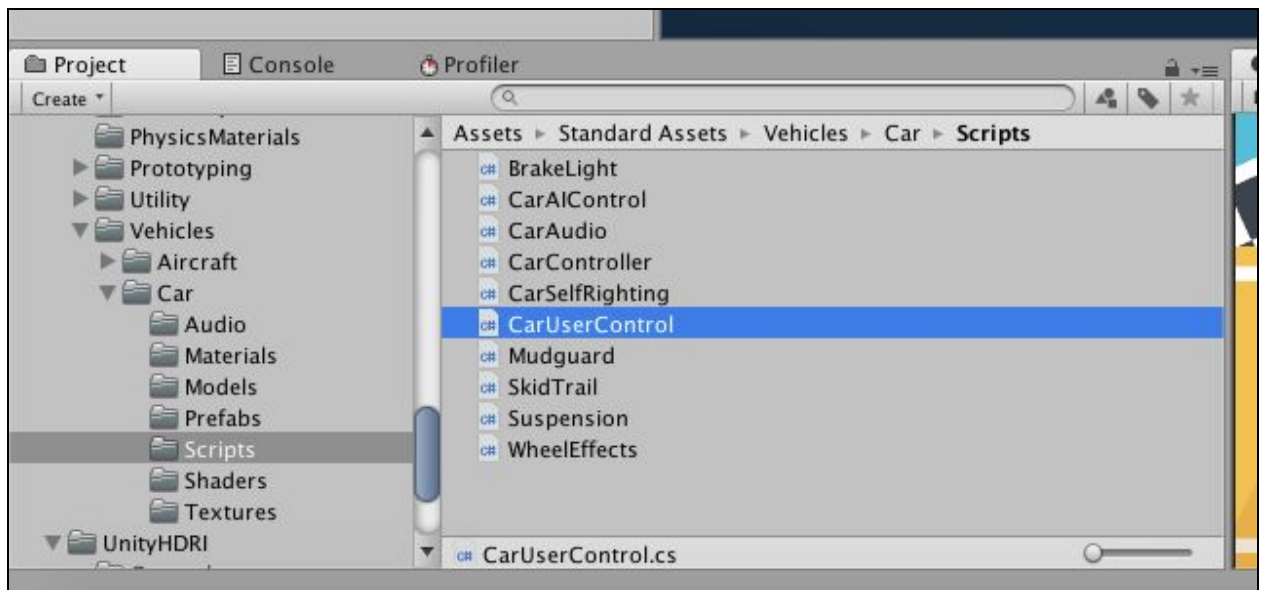 Project Console Profiler
Create
PhysicsMaterials
Prototyping
Utility
Vehicles
Aircraft
Car
Audio
Materials
Models
Prefabs
Scripts
Shaders
Textures
UnityHDRI
Assets ▸ Standard Assets ▸ Vehicles ▸ Car ▸ Scripts
C# BrakeLight
C# CarAIControl
C# CarAudio
C# CarController
C# CarSelfRighting
C# CarUserControl
C# Mudguard
C# SkidTrail
C# Suspension
C# WheelEffects
C# CarUserControl.cs